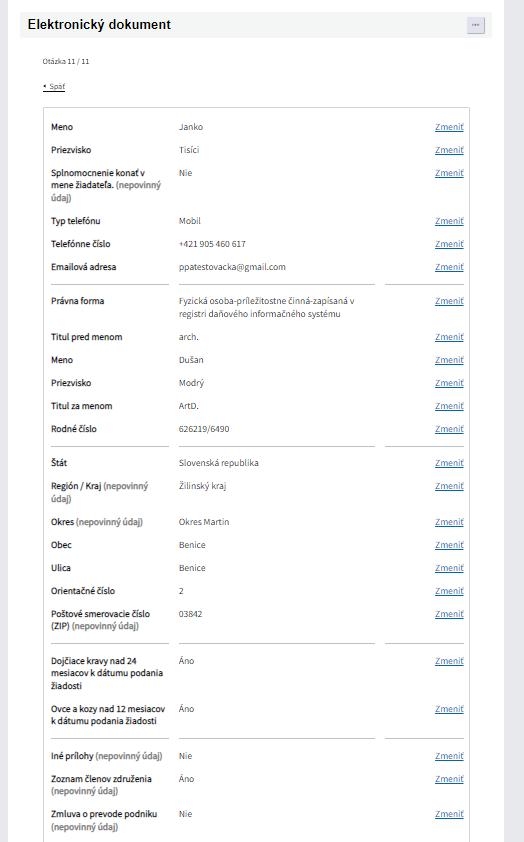 Elektronický dokument
Otázka 11 / 11
Späť
Meno Janko Zmeniť
Priezvisko Tisíci Zmeniť
Splnomocnenie konať v Nie Zmeniť
mene žiadateľa. (nepovinný
údaj)
Typ telefónu Mobil Zmeniť
Telefónne číslo +421 905 460 617 Zmeniť
Emailová adresa ppatestovacka@gmail.com Zmeniť
Právna forma Fyzická osoba-príležitostne činná-zapísaná v Zmeniť
registri daňového informačného systému
Titul pred menom arch. Zmeniť
Meno Dušan Zmeniť
Priezvisko Modrý Zmeniť
Titul za menom ArtD. Zmeniť
Rodné číslo 626219/6490 Zmeniť
Štát Slovenská republika Zmeniť
Región / Kraj (nepovinný Žilinský kraj Zmeniť
údaj)
Okres (nepovinný údaj) Okres Martin Zmeniť
Obec Benice Zmeniť
Ulica Benice Zmeniť
Orientačné číslo 2 Zmeniť
Poštové smerovacie číslo 03842 Zmeniť
(ZIP) (nepovinný údaj)
Dojčiace kravy nad 24 Áno Zmeniť
mesiacov k dátumu podania
žiadosti
Ovce a kozy nad 12 mesiacov Áno Zmeniť
k dátumu podania žiadosti
Iné prílohy (nepovinný údaj) Nie Zmeniť
Zoznam členov združenia Áno Zmeniť
(nepovinný údaj)
Zmluva o prevode podniku Nie Zmeniť
(nepovinný údaj)